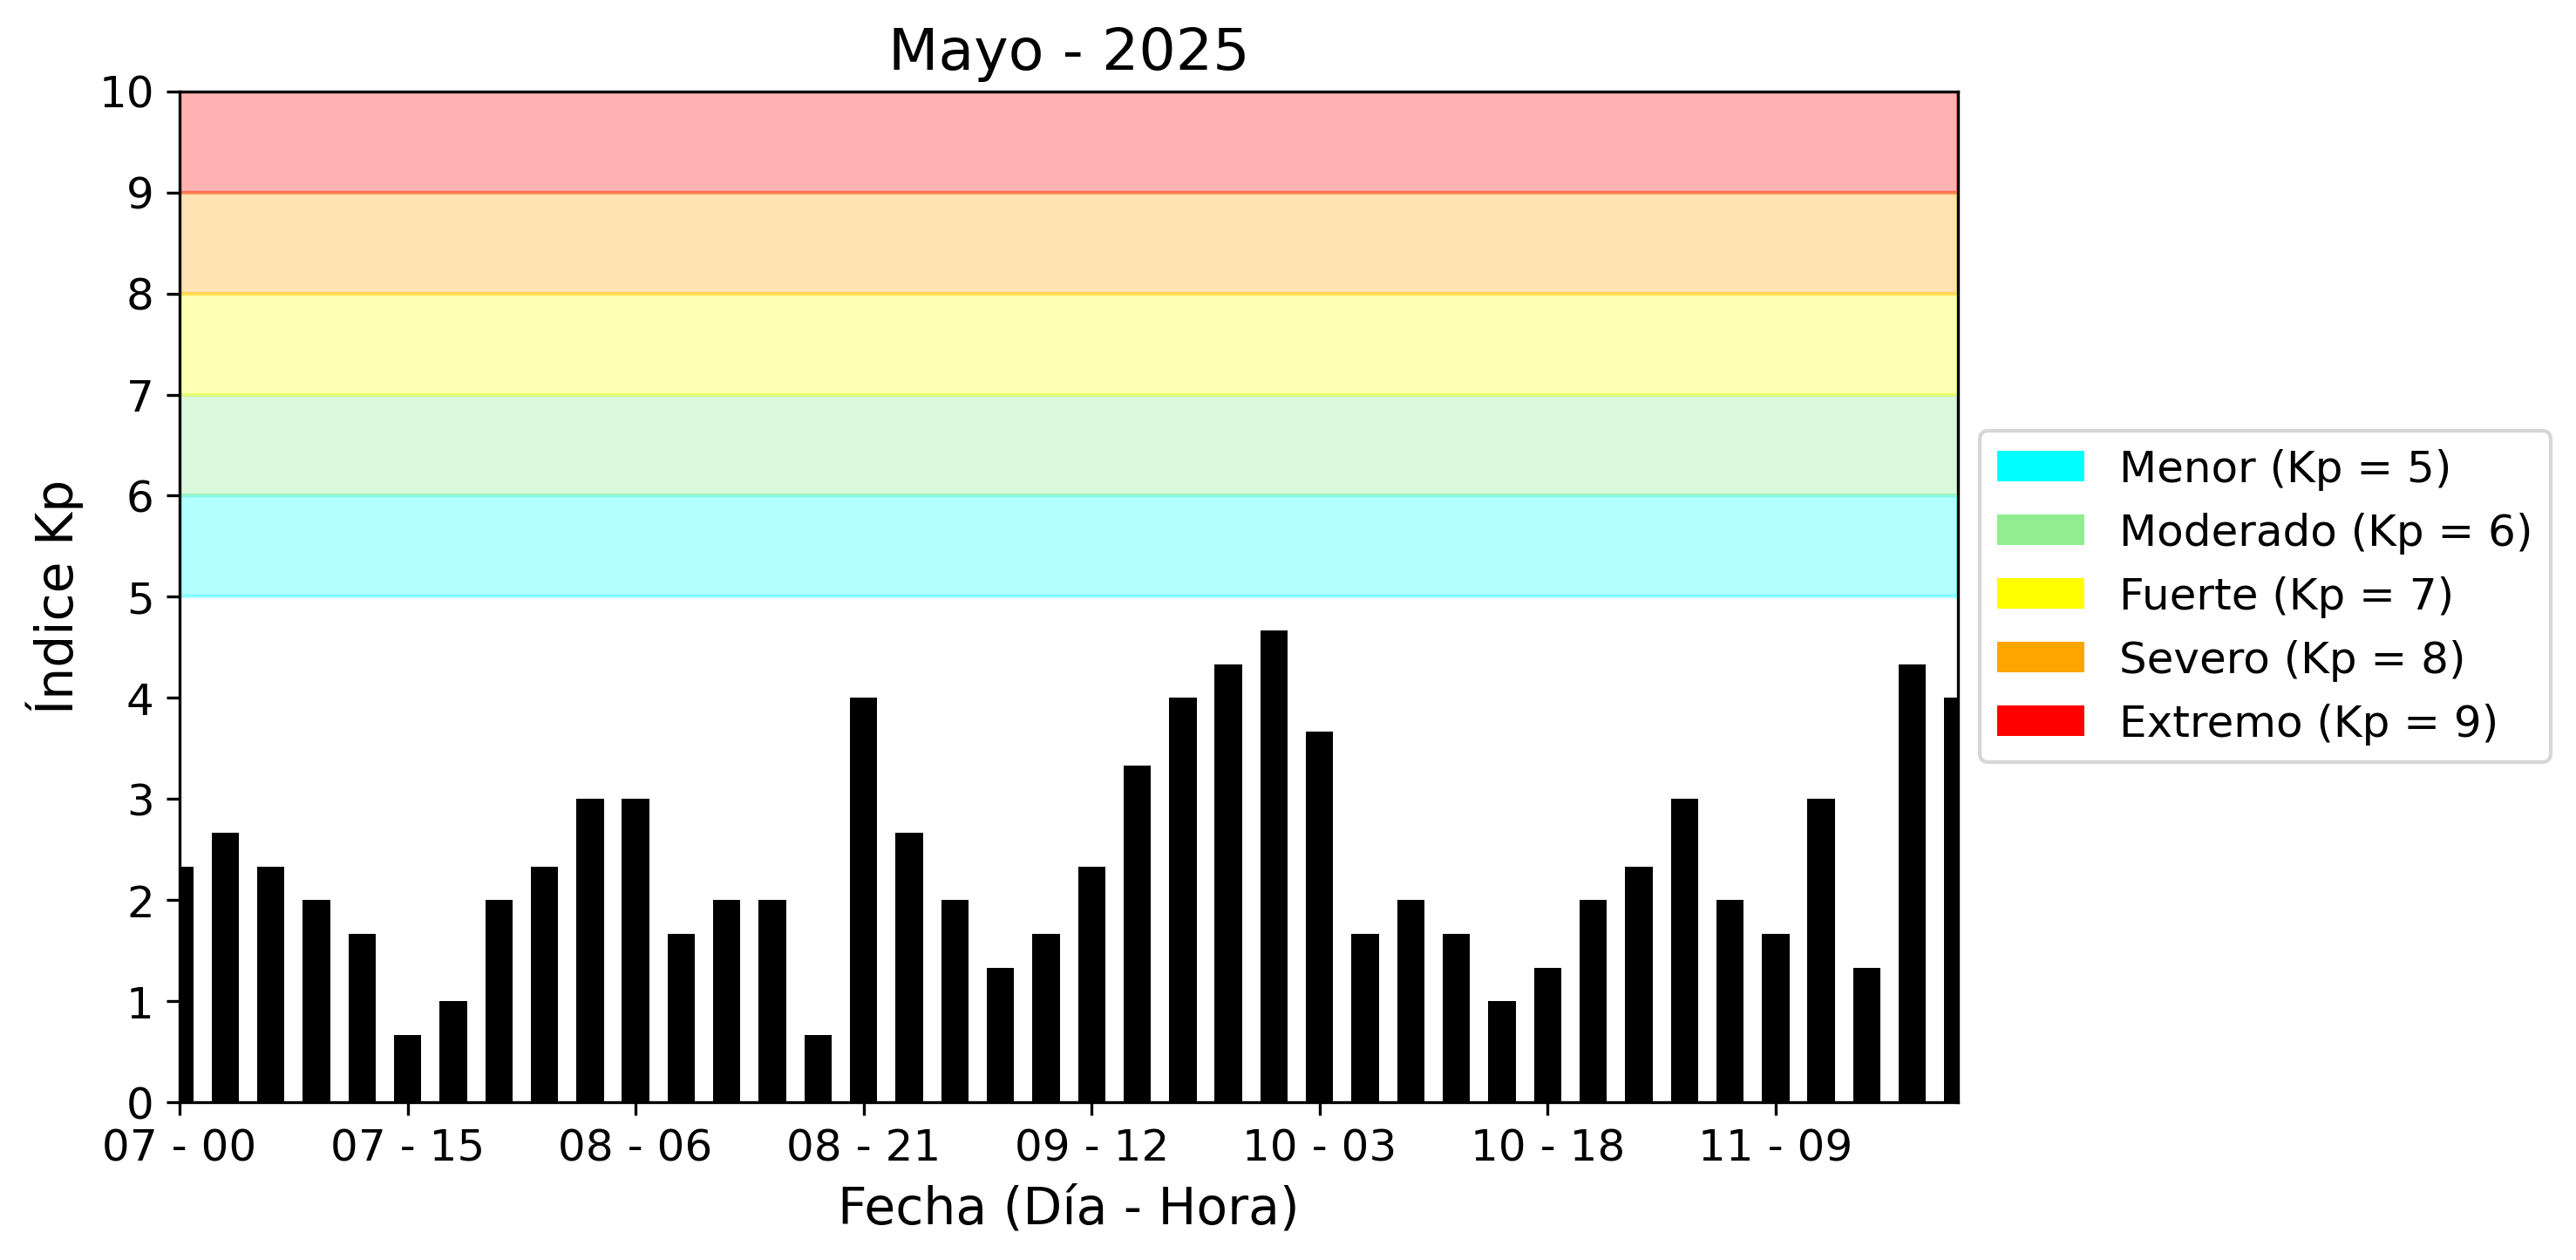 Mayo - 2025
10
9
8
7
6
5
4
3
2
1
0
Índice Kp
07 - 00
07 - 15
08 - 06
08 - 21
09 - 12
10 - 03
10 - 18
11 - 09
Fecha (Día - Hora)
Menor (Kp = 5)
Moderado (Kp = 6)
Fuerte (Kp = 7)
Severo (Kp = 8)
Extremo (Kp = 9)